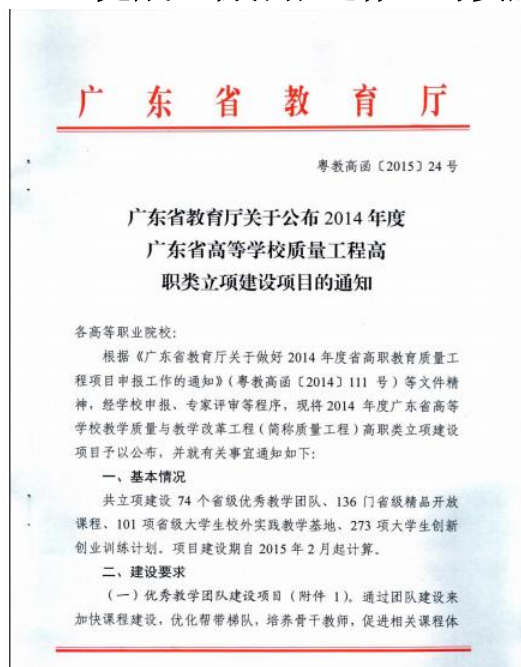 广东省教育厅
粤教高函〔2015〕24 号
广东省教育厅关于公布 2014 年度
广东省高等学校质量工程高
职类立项建设项目的通知
各高等职业院校：
根据《广东省教育厅关于做好 2014 年度省高职教育质量工
程项目申报工作的通知》（粤教高函〔2014〕111 号）等文件精
神，经学校申报、专家评审等程序，现将 2014 年度广东省高等
学校教学质量与教学改革工程（简称质量工程）高职类立项建设
项目予以公布，并就有关事宜通知如下：
一、基本情况
共立项建设 74 个省级优秀教学团队、136 门省级精品开放
课程、101 项省级大学生校外实践教学基地、273 项大学生创新
创业训练计划。项目建设期自 2015 年 2 月起计算。
二、建设要求
（一）优秀教学团队建设项目（附件 1）。通过团队建设来
加快课程建设，优化帮带梯队，培养骨干教师，促进相关课程体